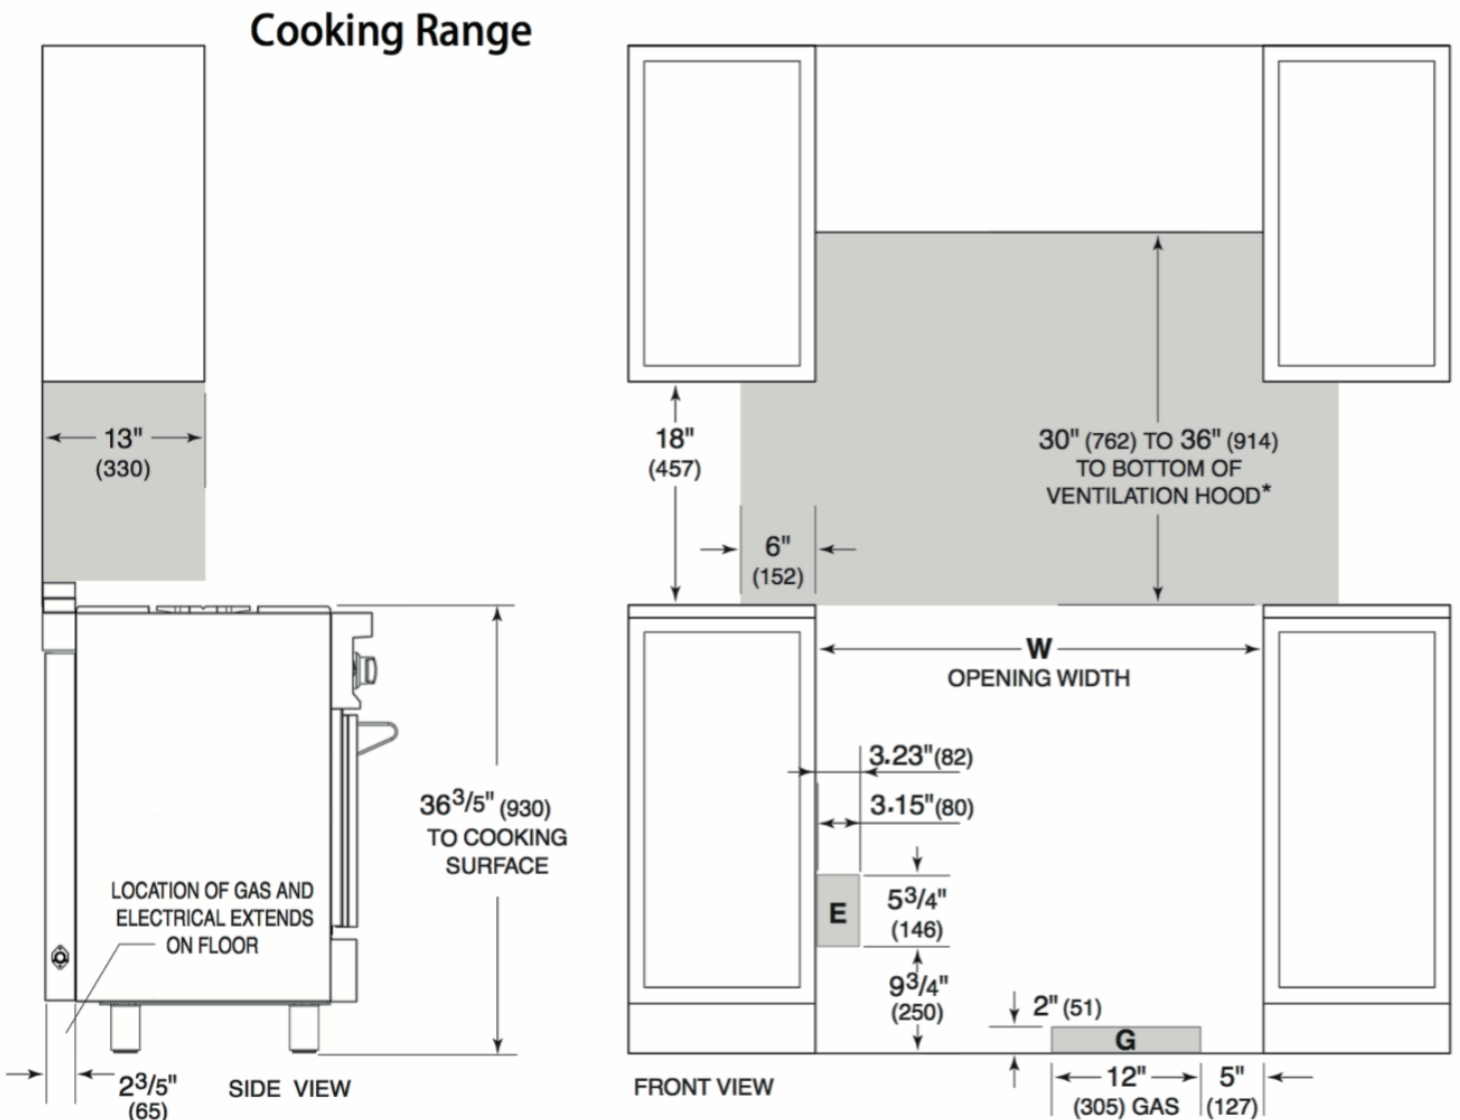 Cooking Range
13"
(330)
36 3/5" (930)
TO COOKING
SURFACE
LOCATION OF GAS AND
ELECTRICAL EXTENDS
ON FLOOR
2 3/5"
(65)
SIDE VIEW
18"
(457)
30" (762) TO 36" (914)
TO BOTTOM OF
VENTILATION HOOD*
6"
(152)
W
OPENING WIDTH
3.23" (82)
3.15" (80)
E
5 3/4"
(146)
9 3/4"
(250)
2" (51)
G
12"
(305) GAS
5"
(127)
FRONT VIEW